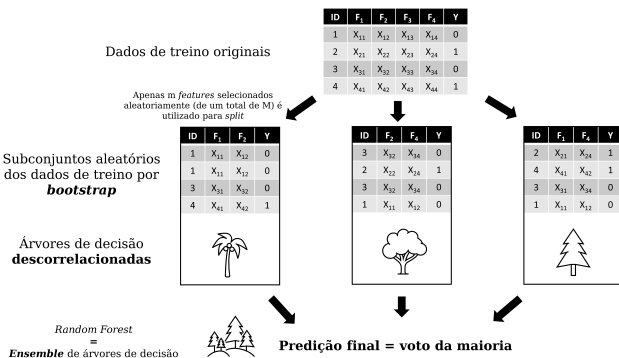 ID F₁ F₂ F₃ F₄ Y
1 X₁₁ X₁₂ X₁₃ X₁₄ 0
2 X₂₁ X₂₂ X₂₃ X₂₄ 1
3 X₃₁ X₃₂ X₃₃ X₃₄ 0
4 X₄₁ X₄₂ X₄₃ X₄₄ 1
Dados de treino originais
Apenas m features selecionados
aleatoriamente (de um total de M) é
utilizado para split
Subconjuntos aleatórios
dos dados de treino por
bootstrap
ID F₁ F₂ Y
1 X₁₁ X₁₂ 0
1 X₁₁ X₁₂ 0
3 X₃₁ X₃₂ 0
4 X₄₁ X₄₂ 1
ID F₂ F₄ Y
3 X₃₂ X₃₄ 0
2 X₂₂ X₂₄ 1
3 X₃₂ X₃₄ 0
1 X₁₁ X₁₂ 0
ID F₁ F₄ Y
2 X₂₁ X₂₄ 1
4 X₄₁ X₄₂ 1
3 X₃₁ X₃₄ 0
1 X₁₁ X₁₄ 0
Árvores de decisão
descorrelacionadas
Random Forest
=
Ensemble de árvores de decisão
Predição final = voto da maioria